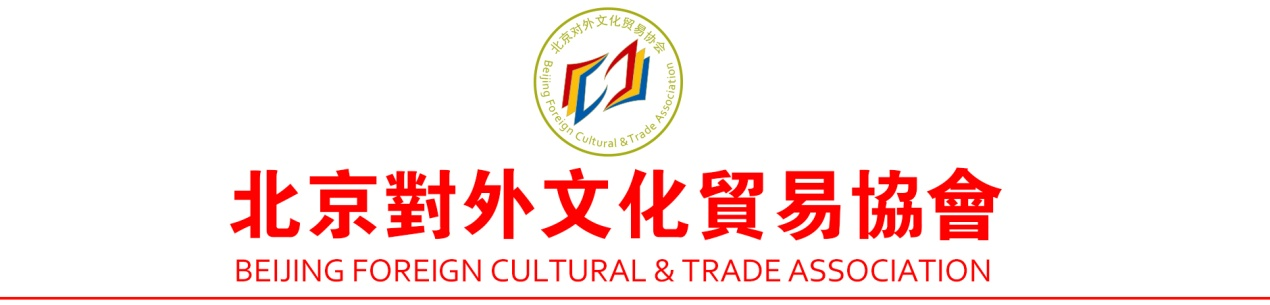 北京对外文化贸易协会
Beijing Foreign Cultural &Trade Association
北京對外文化貿易協會
BEIJING FOREIGN CULTURAL & TRADE ASSOCIATION